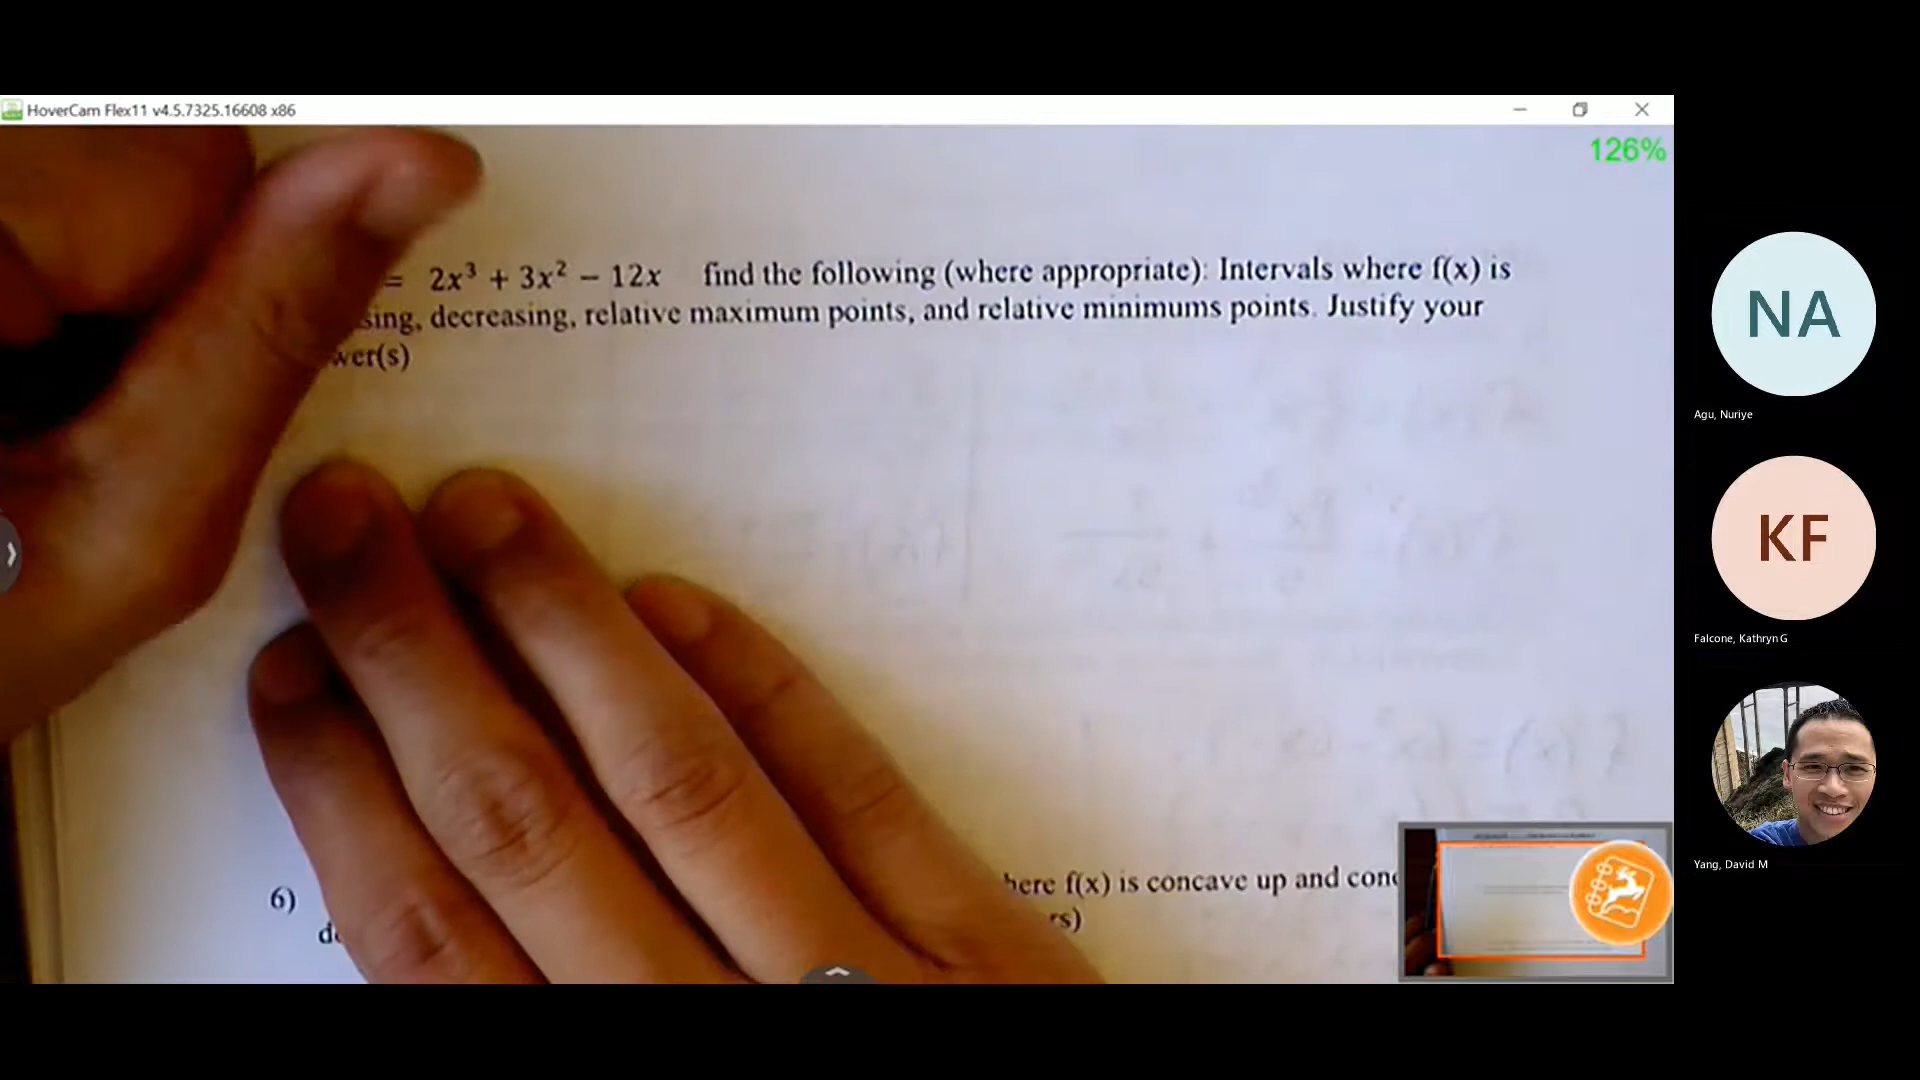 HoverCam Flex11 v4.5.7325.16608 x86
126%
= 2x³ + 3x² − 12x find the following (where appropriate): Intervals where f(x) is
sing, decreasing, relative maximum points, and relative minimums points. Justify your
wer(s)
6)
here f(x) is concave up and conc
rs)
NA
Agu, Nuriye
KF
Falcone, Kathryn G
Yang, David M